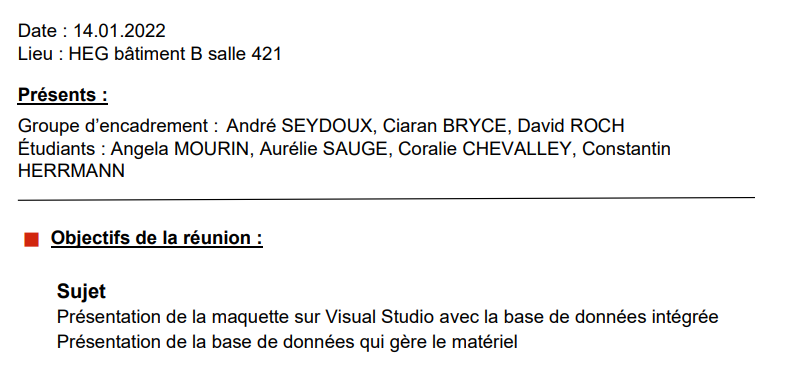 Date : 14.01.2022
Lieu : HEG bâtiment B salle 421
Présents :
Groupe d’encadrement : André SEYDOUX, Ciaran BRYCE, David ROCH
Étudiants : Angela MOURIN, Aurélie SAUGE, Coralie CHEVALLEY, Constantin
HERRMANN
Objectifs de la réunion :
Sujet
Présentation de la maquette sur Visual Studio avec la base de données intégrée
Présentation de la base de données qui gère le matériel